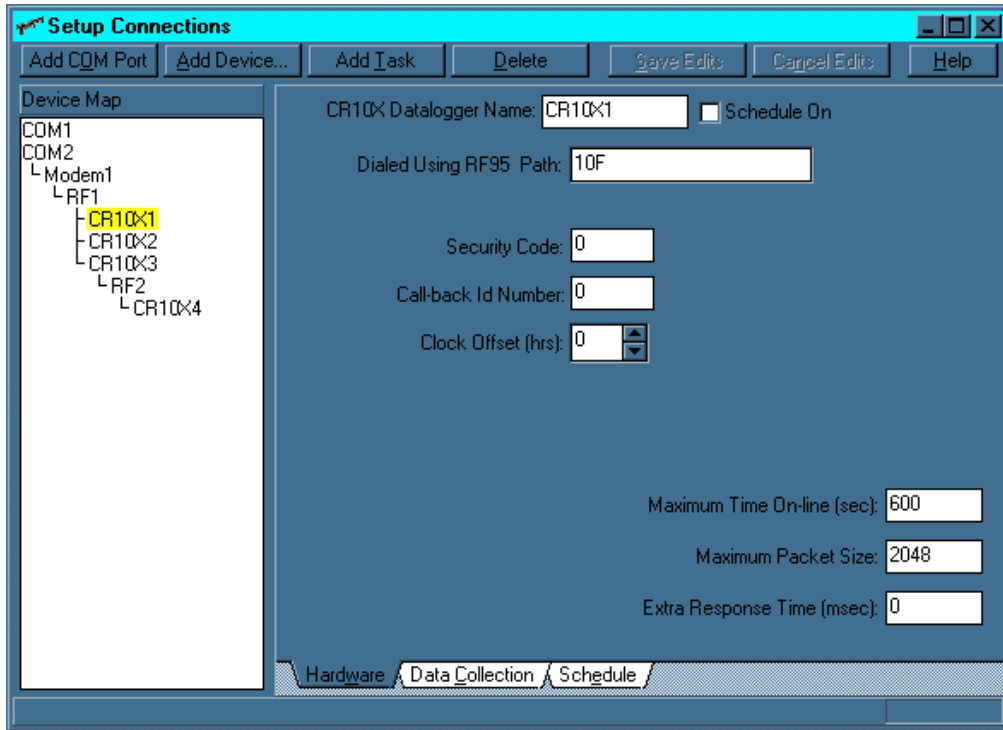 Setup Connections
Add COM Port Add Device... Add Task Delete Save Edits Cancel Edits Help
Device Map
COM1
COM2
Modem1
RF1
CR10X1
CR10X2
CR10X3
RF2
CR10X4
CR10X Datalogger Name: CR10X1 Schedule On
Dialed Using RF95 Path: 10F
Security Code: 0
Call-back Id Number: 0
Clock Offset (hrs): 0
Maximum Time On-line (sec): 600
Maximum Packet Size: 2048
Extra Response Time (msec): 0
Hardware Data Collection Schedule